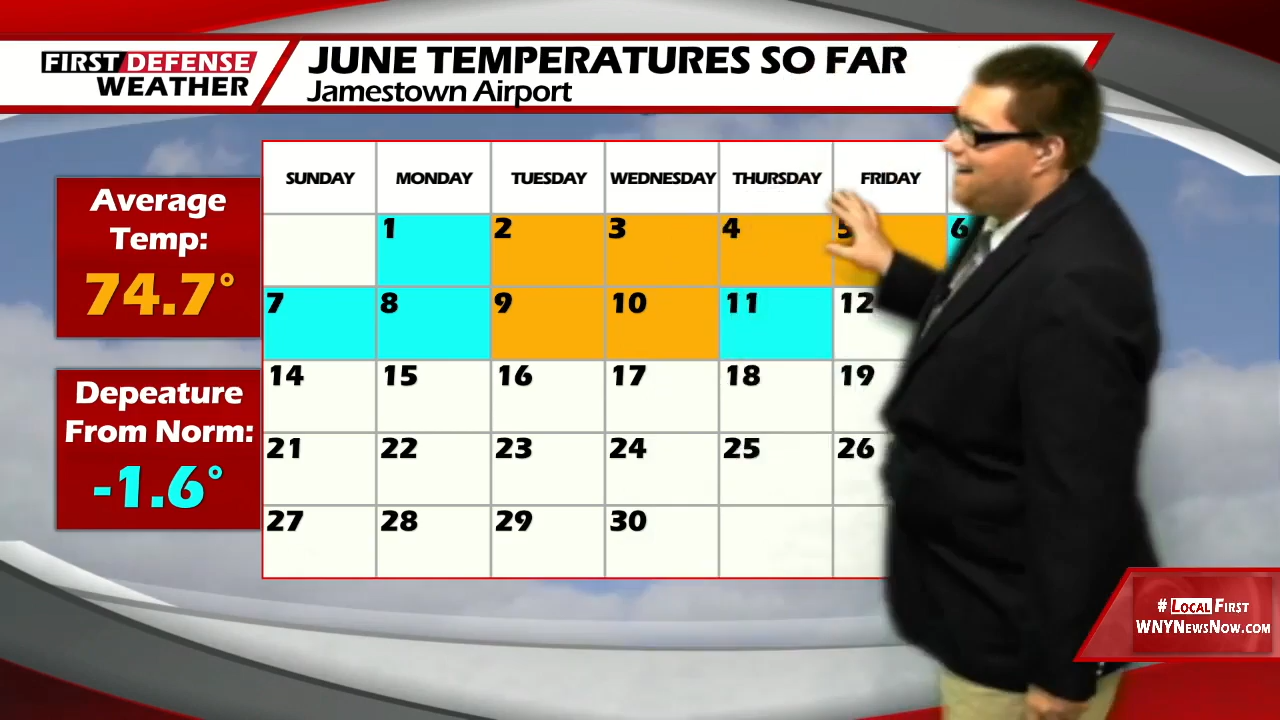 FIRST DEFENSE
WEATHER
JUNE TEMPERATURES SO FAR
Jamestown Airport
Average
Temp:
74.7°
Depeature
From Norm:
-1.6°
SUNDAY MONDAY TUESDAY WEDNESDAY THURSDAY FRIDAY
1 2 3 4 5 6
7 8 9 10 11 12
14 15 16 17 18 19
21 22 23 24 25 26
27 28 29 30
# LOCAL FIRST
WNYNEWSNOW.COM